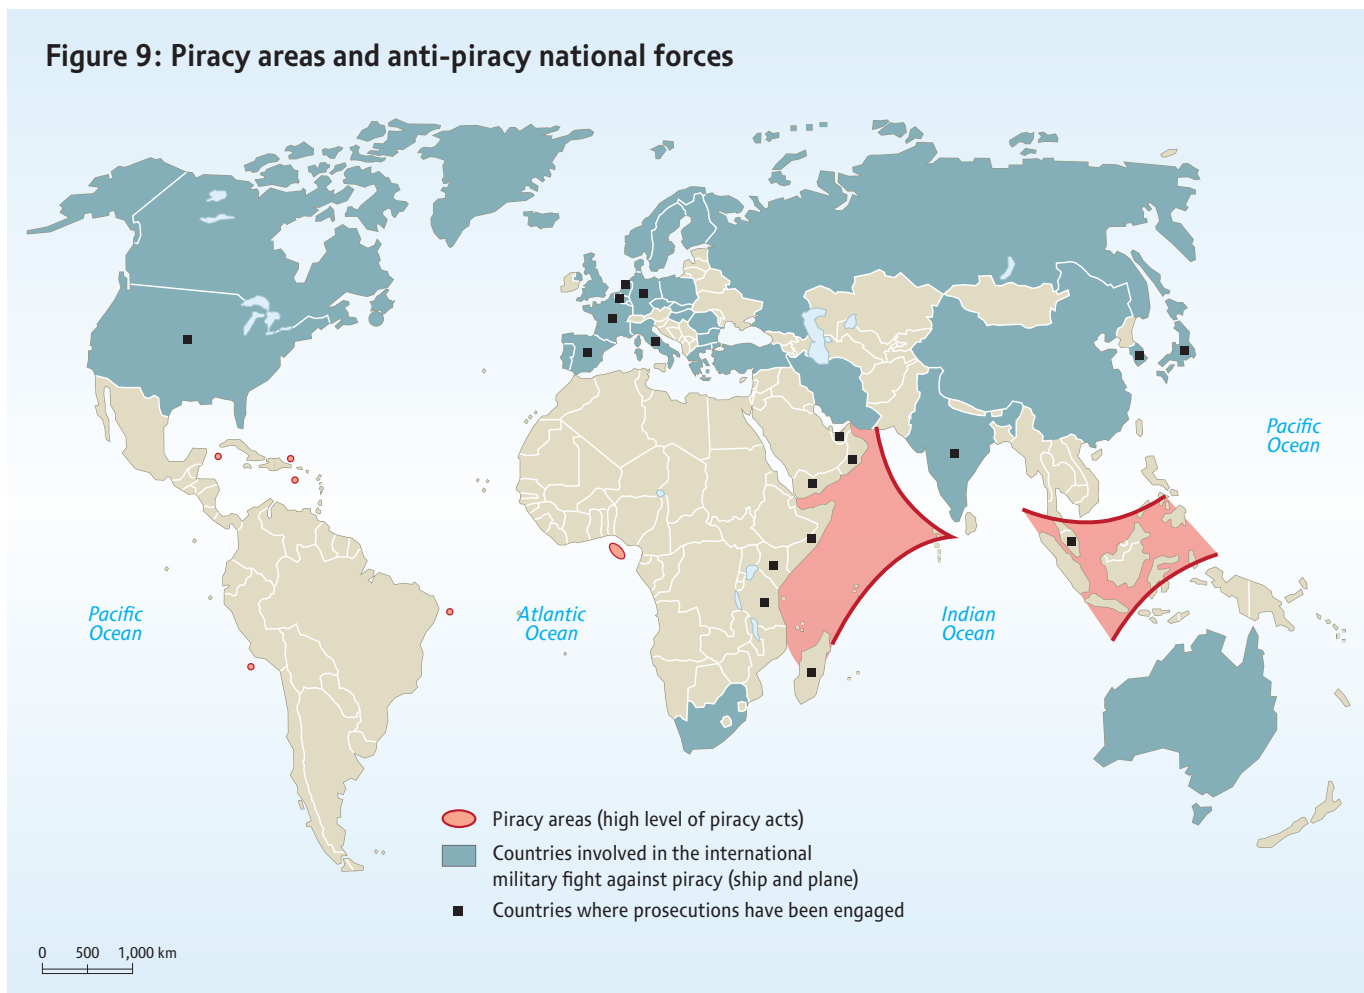 Figure 9: Piracy areas and anti-piracy national forces
Pacific
Ocean
Pacific
Ocean
Atlantic
Ocean
Indian
Ocean
Piracy areas (high level of piracy acts)
Countries involved in the international
military fight against piracy (ship and plane)
Countries where prosecutions have been engaged
0 500 1,000 km